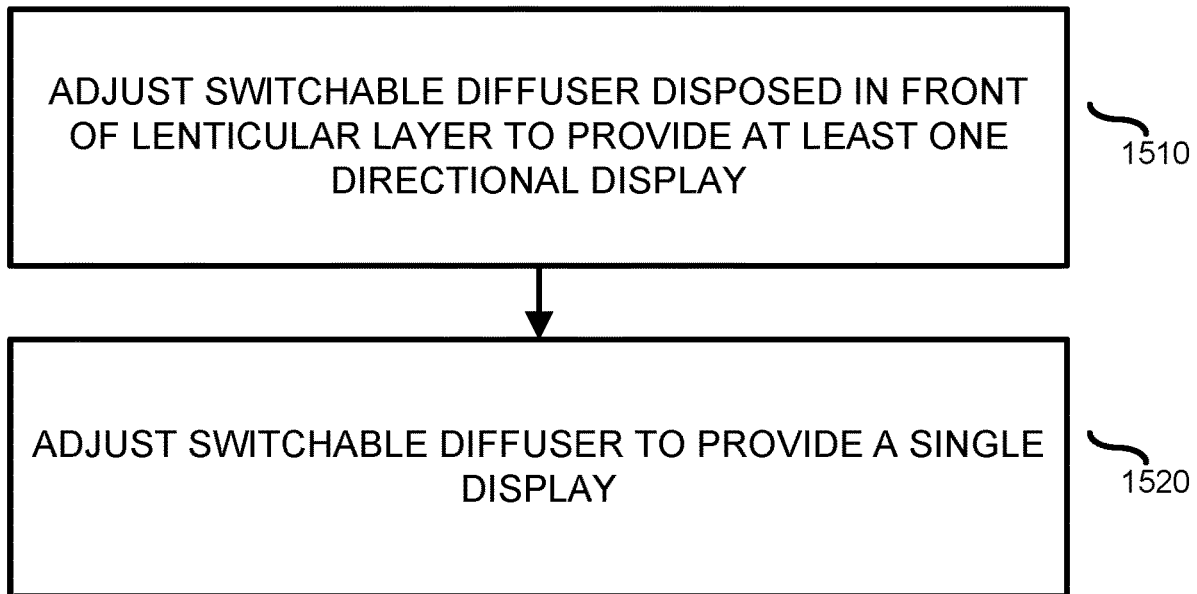 ADJUST SWITCHABLE DIFFUSER DISPOSED IN FRONT
OF LENTICULAR LAYER TO PROVIDE AT LEAST ONE
DIRECTIONAL DISPLAY
1510
ADJUST SWITCHABLE DIFFUSER TO PROVIDE A SINGLE
DISPLAY
1520